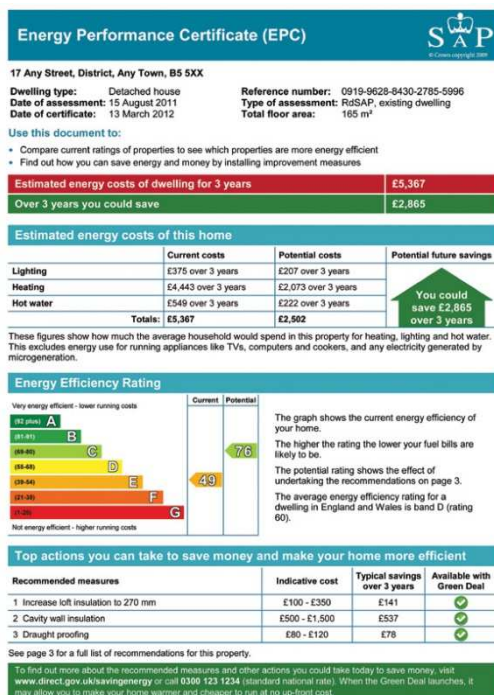 Energy Performance Certificate (EPC)
SAP
© Crown copyright 2009
17 Any Street, District, Any Town, B5 5XX
Dwelling type: Detached house
Date of assessment: 15 August 2011
Date of certificate: 13 March 2012
Reference number: 0919-9628-8430-2785-5996
Type of assessment: RdSAP, existing dwelling
Total floor area: 165 m²
Use this document to:
• Compare current ratings of properties to see which properties are more energy efficient
• Find out how you can save energy and money by installing improvement measures
Estimated energy costs of dwelling for 3 years £5,367
Over 3 years you could save £2,865
Estimated energy costs of this home
Current costs Potential costs Potential future savings
Lighting £375 over 3 years £207 over 3 years
Heating £4,443 over 3 years £2,073 over 3 years
Hot water £549 over 3 years £222 over 3 years
Totals: £5,367 £2,502
You could
save £2,865
over 3 years
These figures show how much the average household would spend in this property for heating, lighting and hot water.
This excludes energy use for running appliances like TVs, computers and cookers, and any electricity generated by
microgeneration.
Energy Efficiency Rating
Current Potential
Very energy efficient - lower running costs
(92 plus) A
(81-91) B
(69-80) C
(55-68) D
(39-54) E
(21-38) F
(1-20) G
49
76
Not energy efficient - higher running costs
The graph shows the current energy efficiency of
your home.
The higher the rating the lower your fuel bills are
likely to be.
The potential rating shows the effect of
undertaking the recommendations on page 3.
The average energy efficiency rating for a
dwelling in England and Wales is band D (rating
60).
Top actions you can take to save money and make your home more efficient
Recommended measures Indicative cost Typical savings over 3 years Available with Green Deal
1 Increase loft insulation to 270 mm £100 - £350 £141
2 Cavity wall insulation £500 - £1,500 £537
3 Draught proofing £80 - £120 £78
See page 3 for a full list of recommendations for this property.
To find out more about the recommended measures and other actions you could take today to save money, visit
www.direct.gov.uk/savingenergy or call 0300 123 1234 (standard national rate). When the Green Deal launches, it
may allow you to make your home warmer and cheaper to run at no up-front cost.